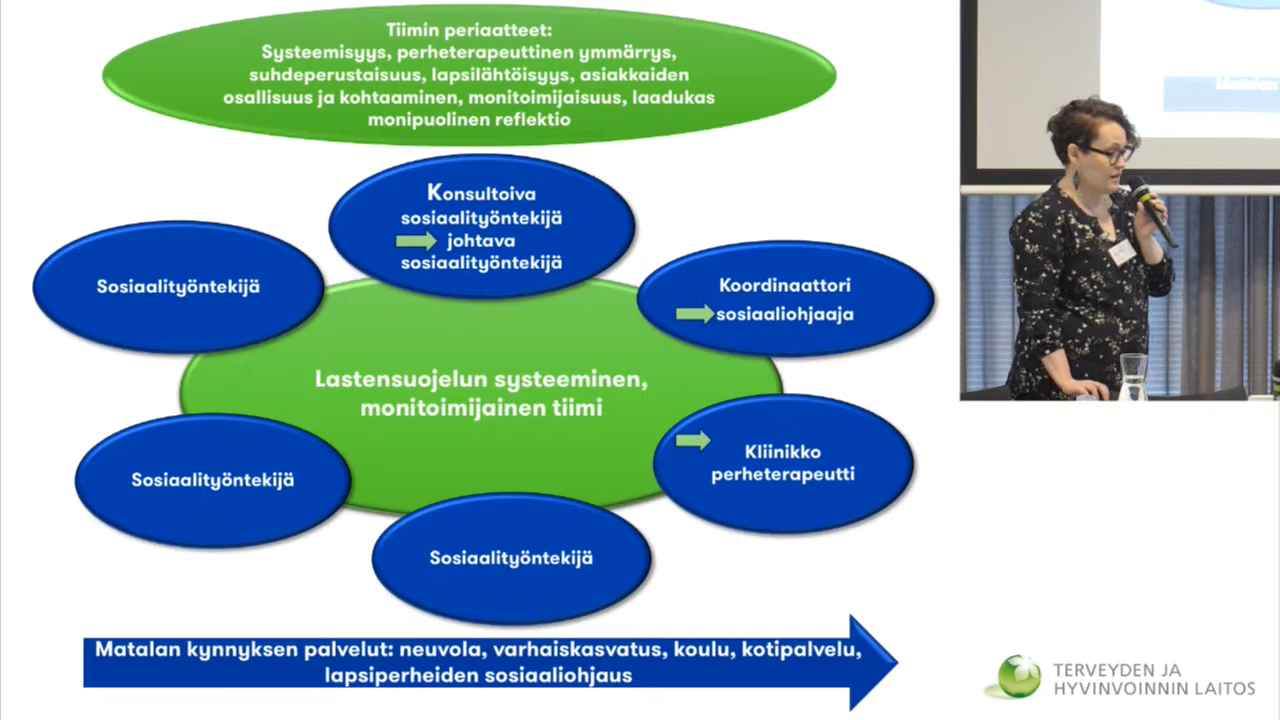 Tiimin periaatteet:
Systeemisyys, perheterapeuttinen ymmärrys,
suhdeperustaisuus, lapsilähtöisyys, asiakkaiden
osallisuus ja kohtaaminen, monitoimijaisuus, laadukas
monipuolinen reflektio
Konsultoiva
sosiaalityöntekijä
johtava
sosiaalityöntekijä
Sosiaalityöntekijä
Koordinaattori
sosiaaliohjaaja
Lastensuojelun systeeminen,
monitoimijainen tiimi
Kliinikko
perheterapeutti
Sosiaalityöntekijä
Sosiaalityöntekijä
Matalan kynnyksen palvelut: neuvola, varhaiskasvatus, koulu, kotipalvelu,
lapsiperheiden sosiaaliohjaus
TERVEYDEN JA
HYVINVOINNIN LAITOS